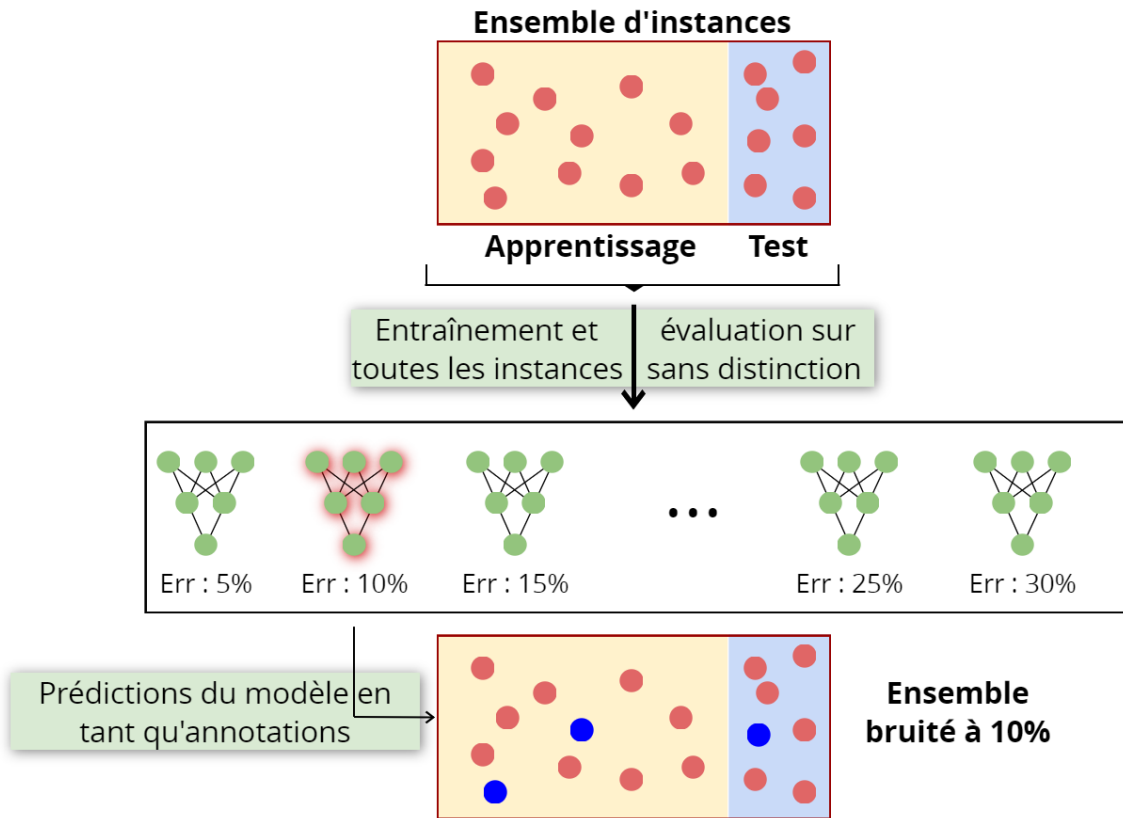 Ensemble d'instances
Apprentissage
Test
Entraînement et évaluation sur
toutes les instances sans distinction
...
Err : 5%
Err : 10%
Err : 15%
Err : 25%
Err : 30%
Prédictions du modèle en
tant qu'annotations
Ensemble
bruité à 10%